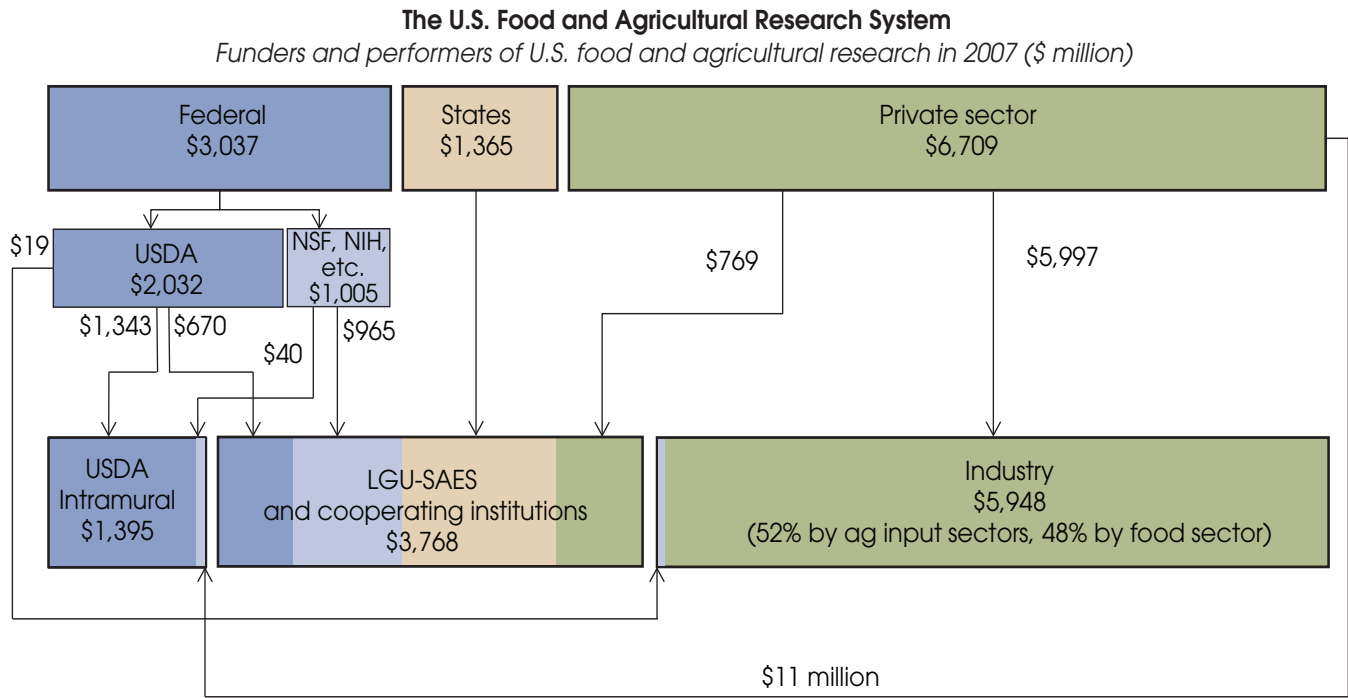 The U.S. Food and Agricultural Research System
Funders and performers of U.S. food and agricultural research in 2007 ($ million)
Federal
$3,037
States
$1,365
Private sector
$6,709
$19
USDA
$2,032
NSF, NIH,
etc.
$1,005
$769
$5,997
$1,343
$670
$40
$965
USDA
Intramural
$1,395
LGU-SAES
and cooperating institutions
$3,768
Industry
$5,948
(52% by ag input sectors, 48% by food sector)
$11 million